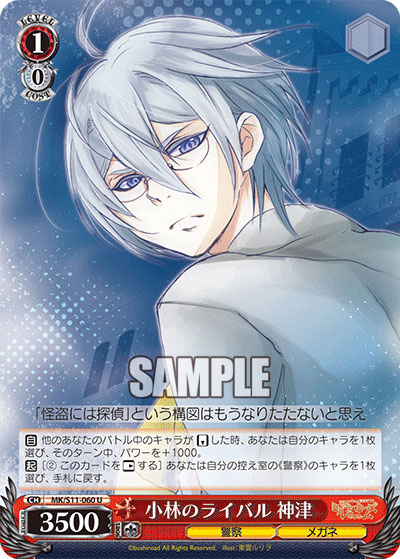 LEVEL
1
0
COST
SAMPLE
「怪盗には探偵」という構図はもうなりたたないと思え
自 他のあなたのバトル中のキャラが した時、あなたは自分のキャラを1枚
選び、そのターン中、パワーを+1000。
起 [② このカードを する] あなたは自分の控え室の《警察》のキャラを1枚
選び、手札に戻す。
CH MK/S11-060 U
3500
小林のライバル 神津
警察 メガネ
©bushiroad All Rights Reserved. illust：東雲ルリヲ